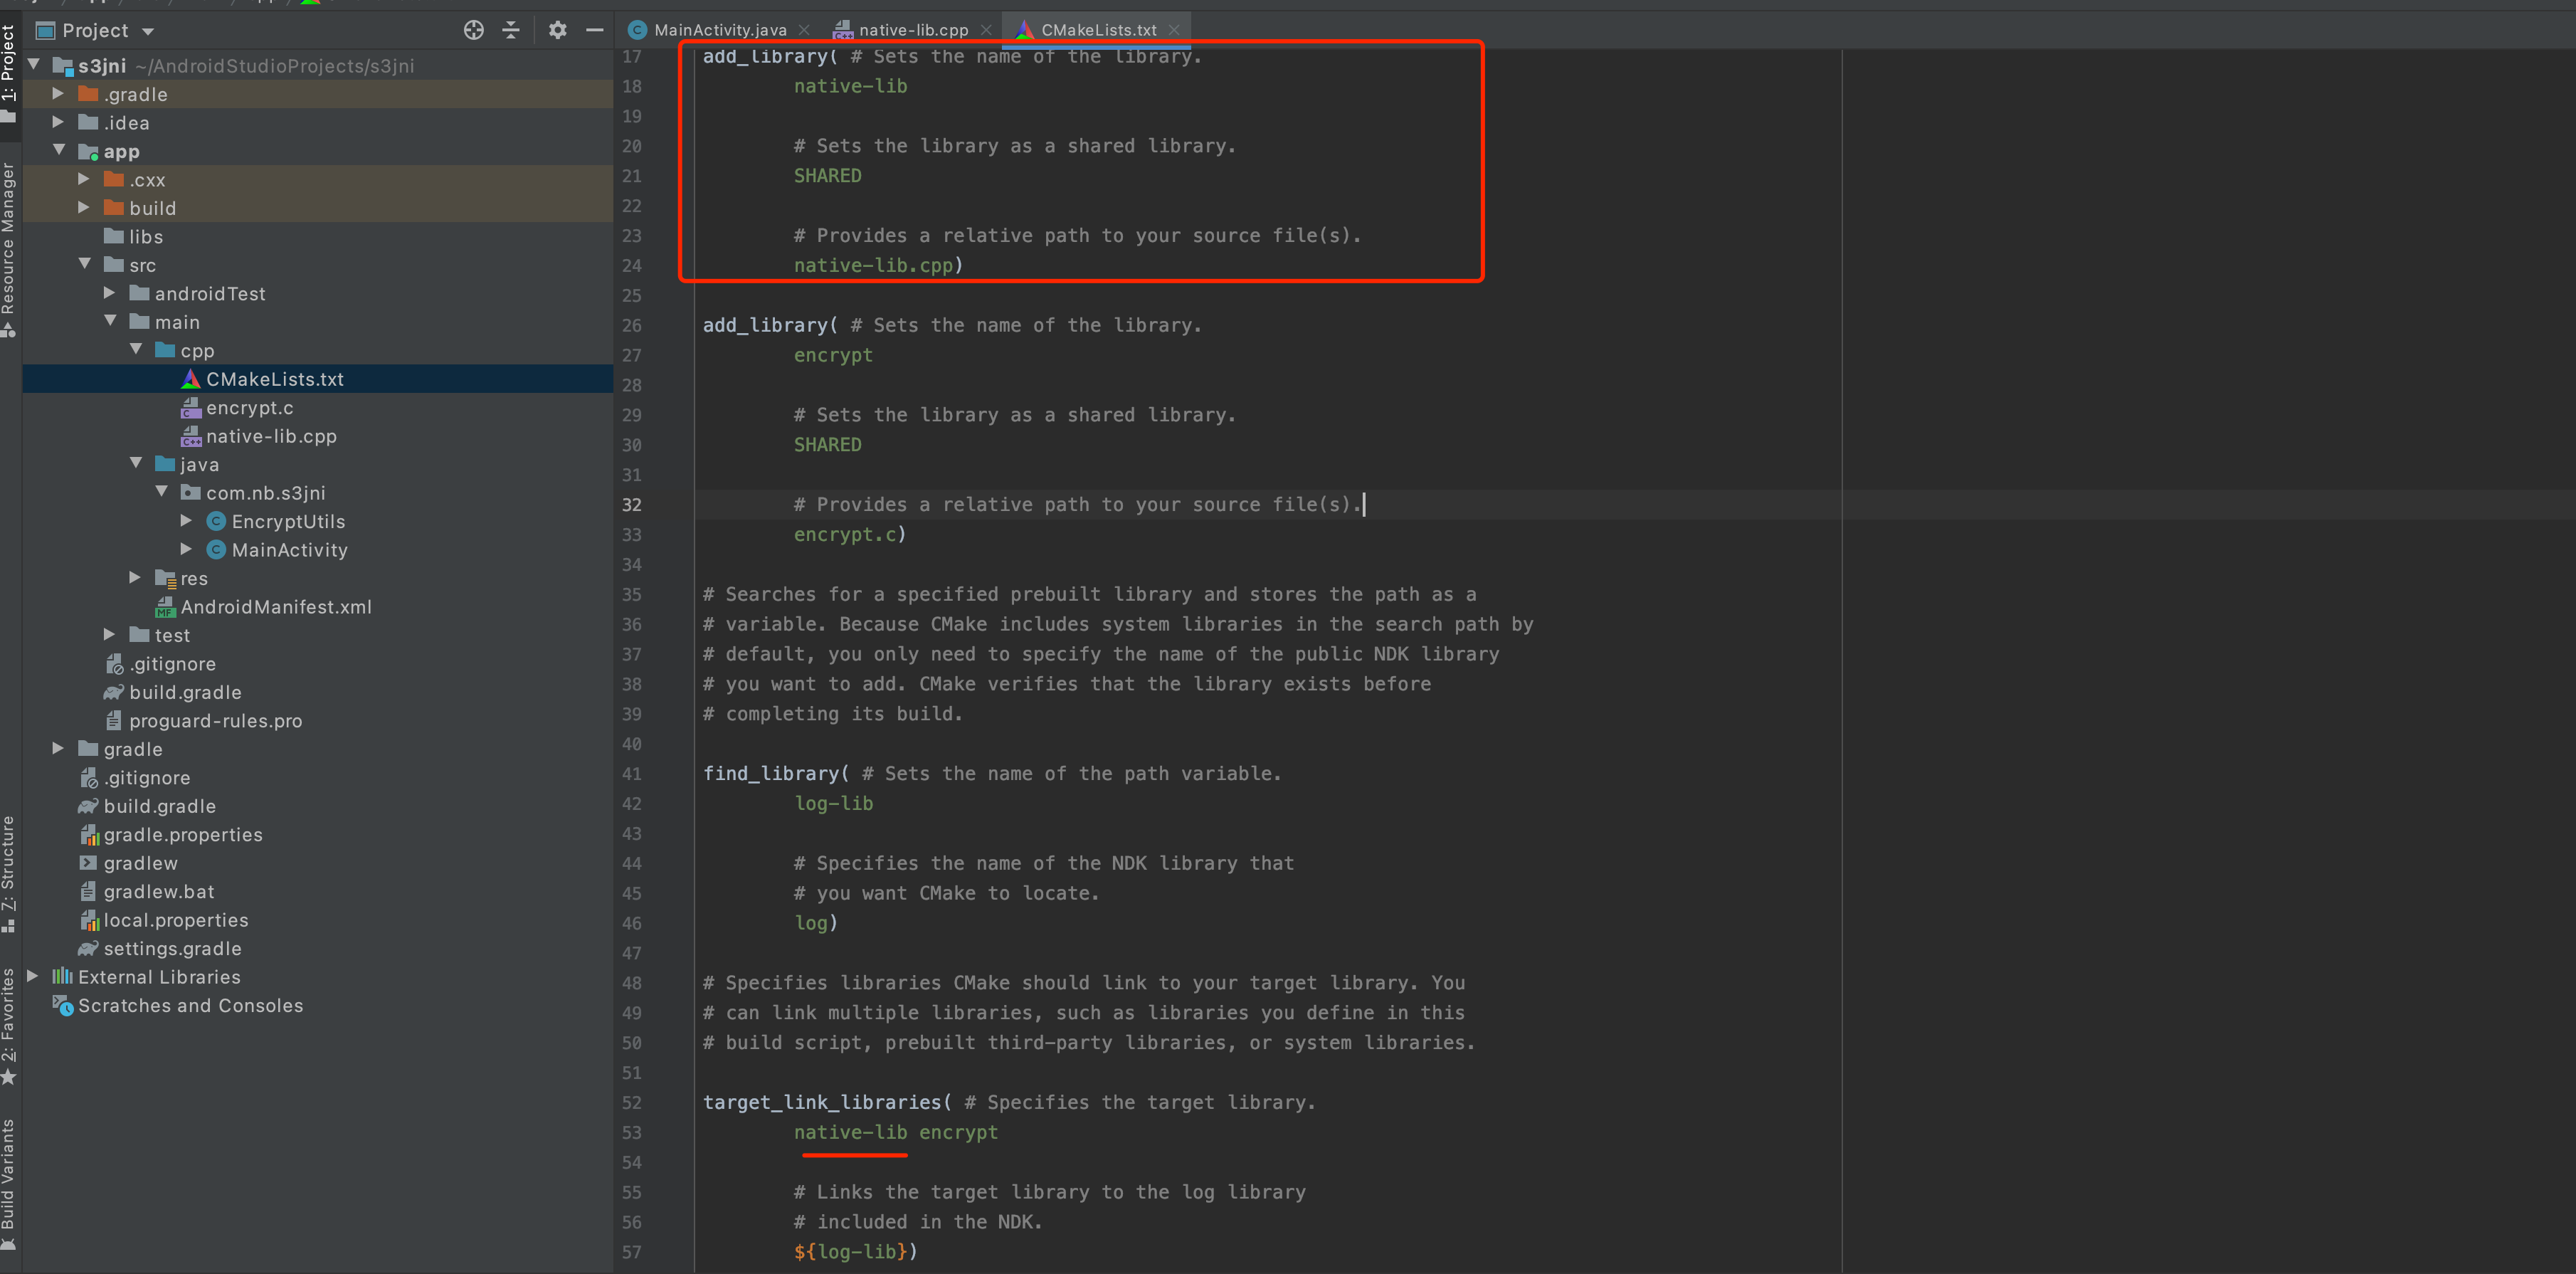 Project
MainActivity.java
native-lib.cpp
CMakeLists.txt
1: Project
Resource Manager
7: Structure
2: Favorites
Build Variants
s3jni ~/AndroidStudioProjects/s3jni
.gradle
.idea
app
.cxx
build
libs
src
androidTest
main
cpp
CMakeLists.txt
encrypt.c
native-lib.cpp
java
com.nb.s3jni
EncryptUtils
MainActivity
res
AndroidManifest.xml
test
.gitignore
build.gradle
proguard-rules.pro
gradle
.gitignore
build.gradle
gradle.properties
gradlew
gradlew.bat
local.properties
settings.gradle
External Libraries
Scratches and Consoles
17 add_library( # Sets the name of the library.
18 native-lib
19
20 # Sets the library as a shared library.
21 SHARED
22
23 # Provides a relative path to your source file(s).
24 native-lib.cpp)
25
26 add_library( # Sets the name of the library.
27 encrypt
28
29 # Sets the library as a shared library.
30 SHARED
31
32 # Provides a relative path to your source file(s).
33 encrypt.c)
34
35 # Searches for a specified prebuilt library and stores the path as a
36 # variable. Because CMake includes system libraries in the search path by
37 # default, you only need to specify the name of the public NDK library
38 # you want to add. CMake verifies that the library exists before
39 # completing its build.
40
41 find_library( # Sets the name of the path variable.
42 log-lib
43
44 # Specifies the name of the NDK library that
45 # you want CMake to locate.
46 log)
47
48 # Specifies libraries CMake should link to your target library. You
49 # can link multiple libraries, such as libraries you define in this
50 # build script, prebuilt third-party libraries, or system libraries.
51
52 target_link_libraries( # Specifies the target library.
53 native-lib encrypt
54
55 # Links the target library to the log library
56 # included in the NDK.
57 ${log-lib})